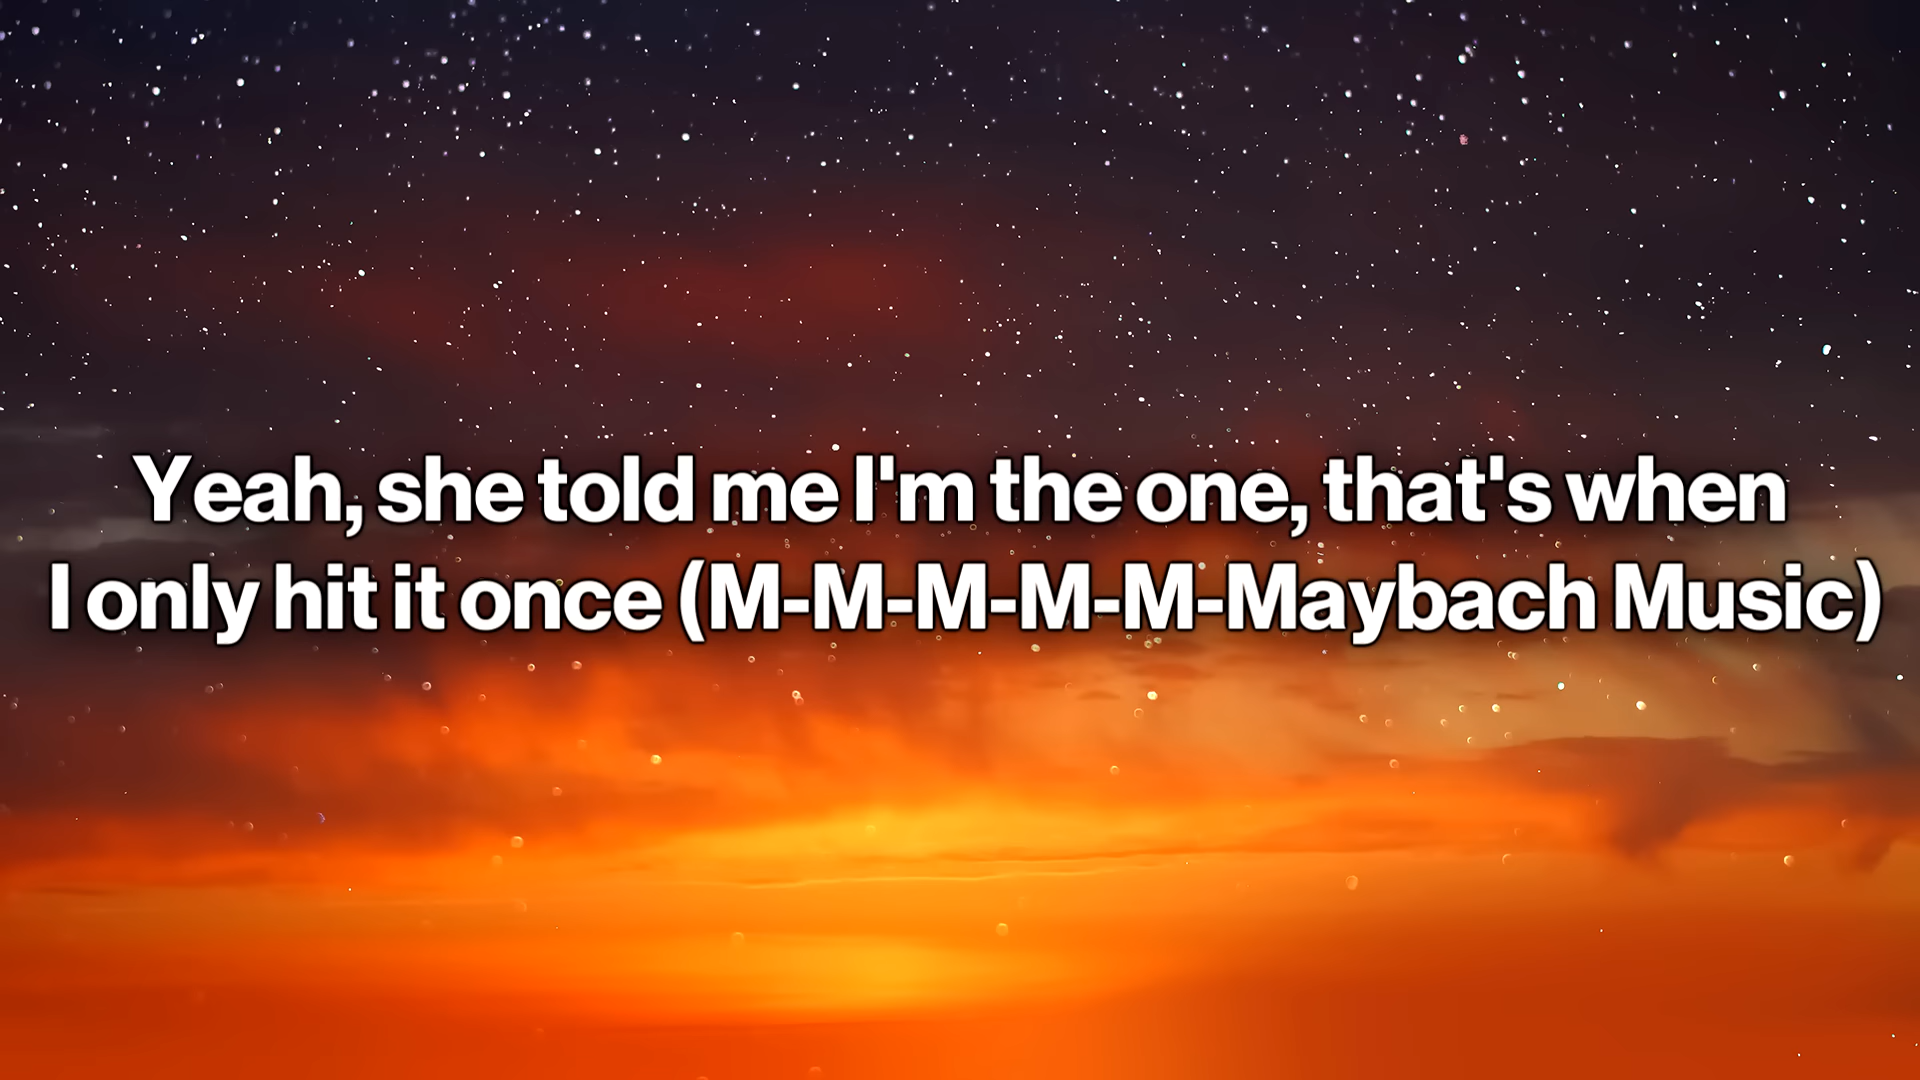 Yeah, she told me I'm the one, that's when
I only hit it once (M-M-M-M-M-Maybach Music)